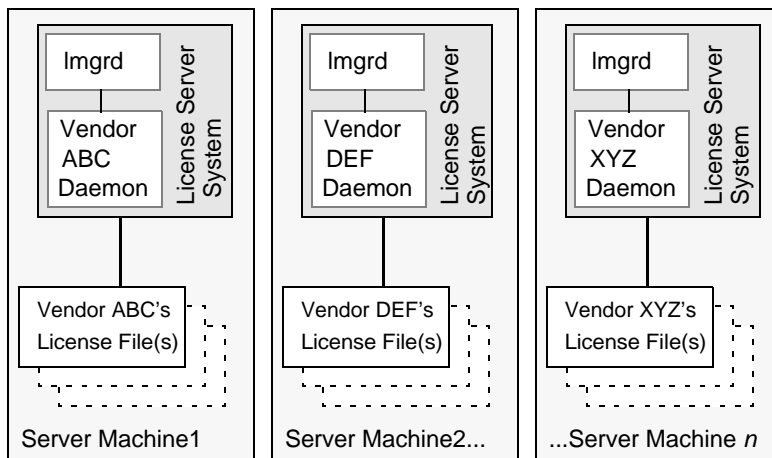 lmgrd
Vendor
ABC
Daemon
License Server
System
Vendor ABC's
License File(s)
Server Machine1
lmgrd
Vendor
DEF
Daemon
License Server
System
Vendor DEF's
License File(s)
Server Machine2...
lmgrd
Vendor
XYZ
Daemon
License Server
System
Vendor XYZ's
License File(s)
...Server Machine n